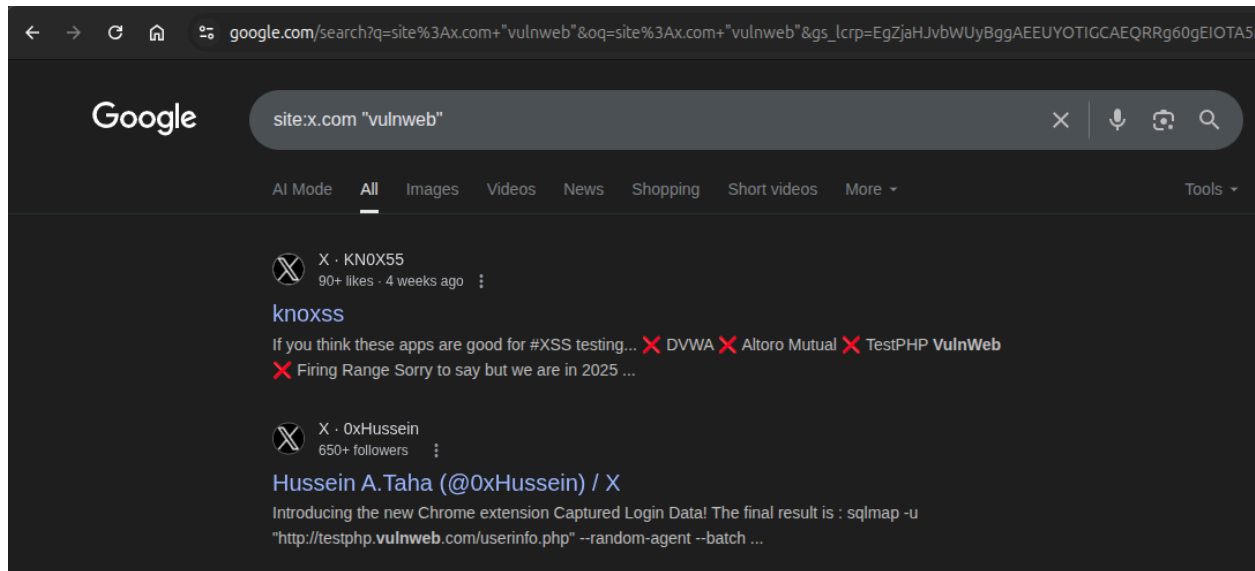 google.com/search?q=site%3Ax.com+"vulnweb"&oq=site%3Ax.com+"vulnweb"&gs_lcrp=EgZjaHJvbWUyBggAEEUYOTIGCAEQRRg60gEIOTA5
Google
site:x.com "vulnweb"
AI Mode All Images Videos News Shopping Short videos More Tools
X · KN0X55
90+ likes · 4 weeks ago
knoxss
If you think these apps are good for #XSS testing... ❌ DVWA ❌ Altoro Mutual ❌ TestPHP VulnWeb
❌ Firing Range Sorry to say but we are in 2025 ...
X · 0xHussein
650+ followers
Hussein A.Taha (@0xHussein) / X
Introducing the new Chrome extension Captured Login Data! The final result is : sqlmap -u
"http://testphp.vulnweb.com/userinfo.php" --random-agent --batch ...